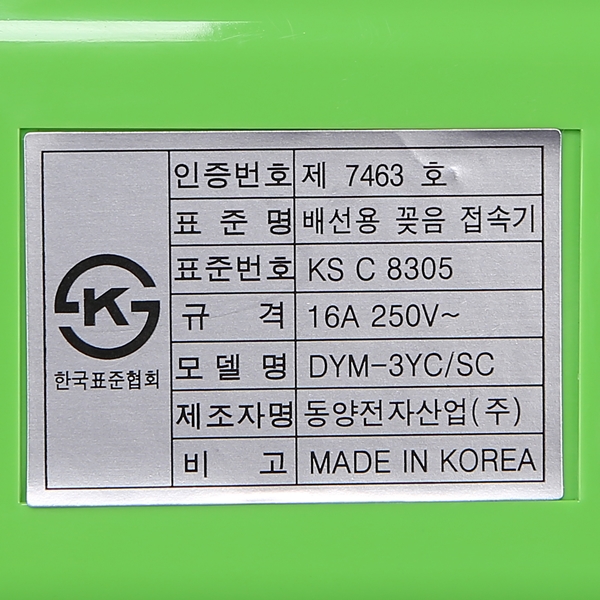 K
한국표준협회
인증번호 제 7463 호
표준명 배선용 꽂음 접속기
표준번호 KS C 8305
규격 16A 250V~
모델명 DYM-3YC/SC
제조자명 동양전자산업(주)
비고 MADE IN KOREA